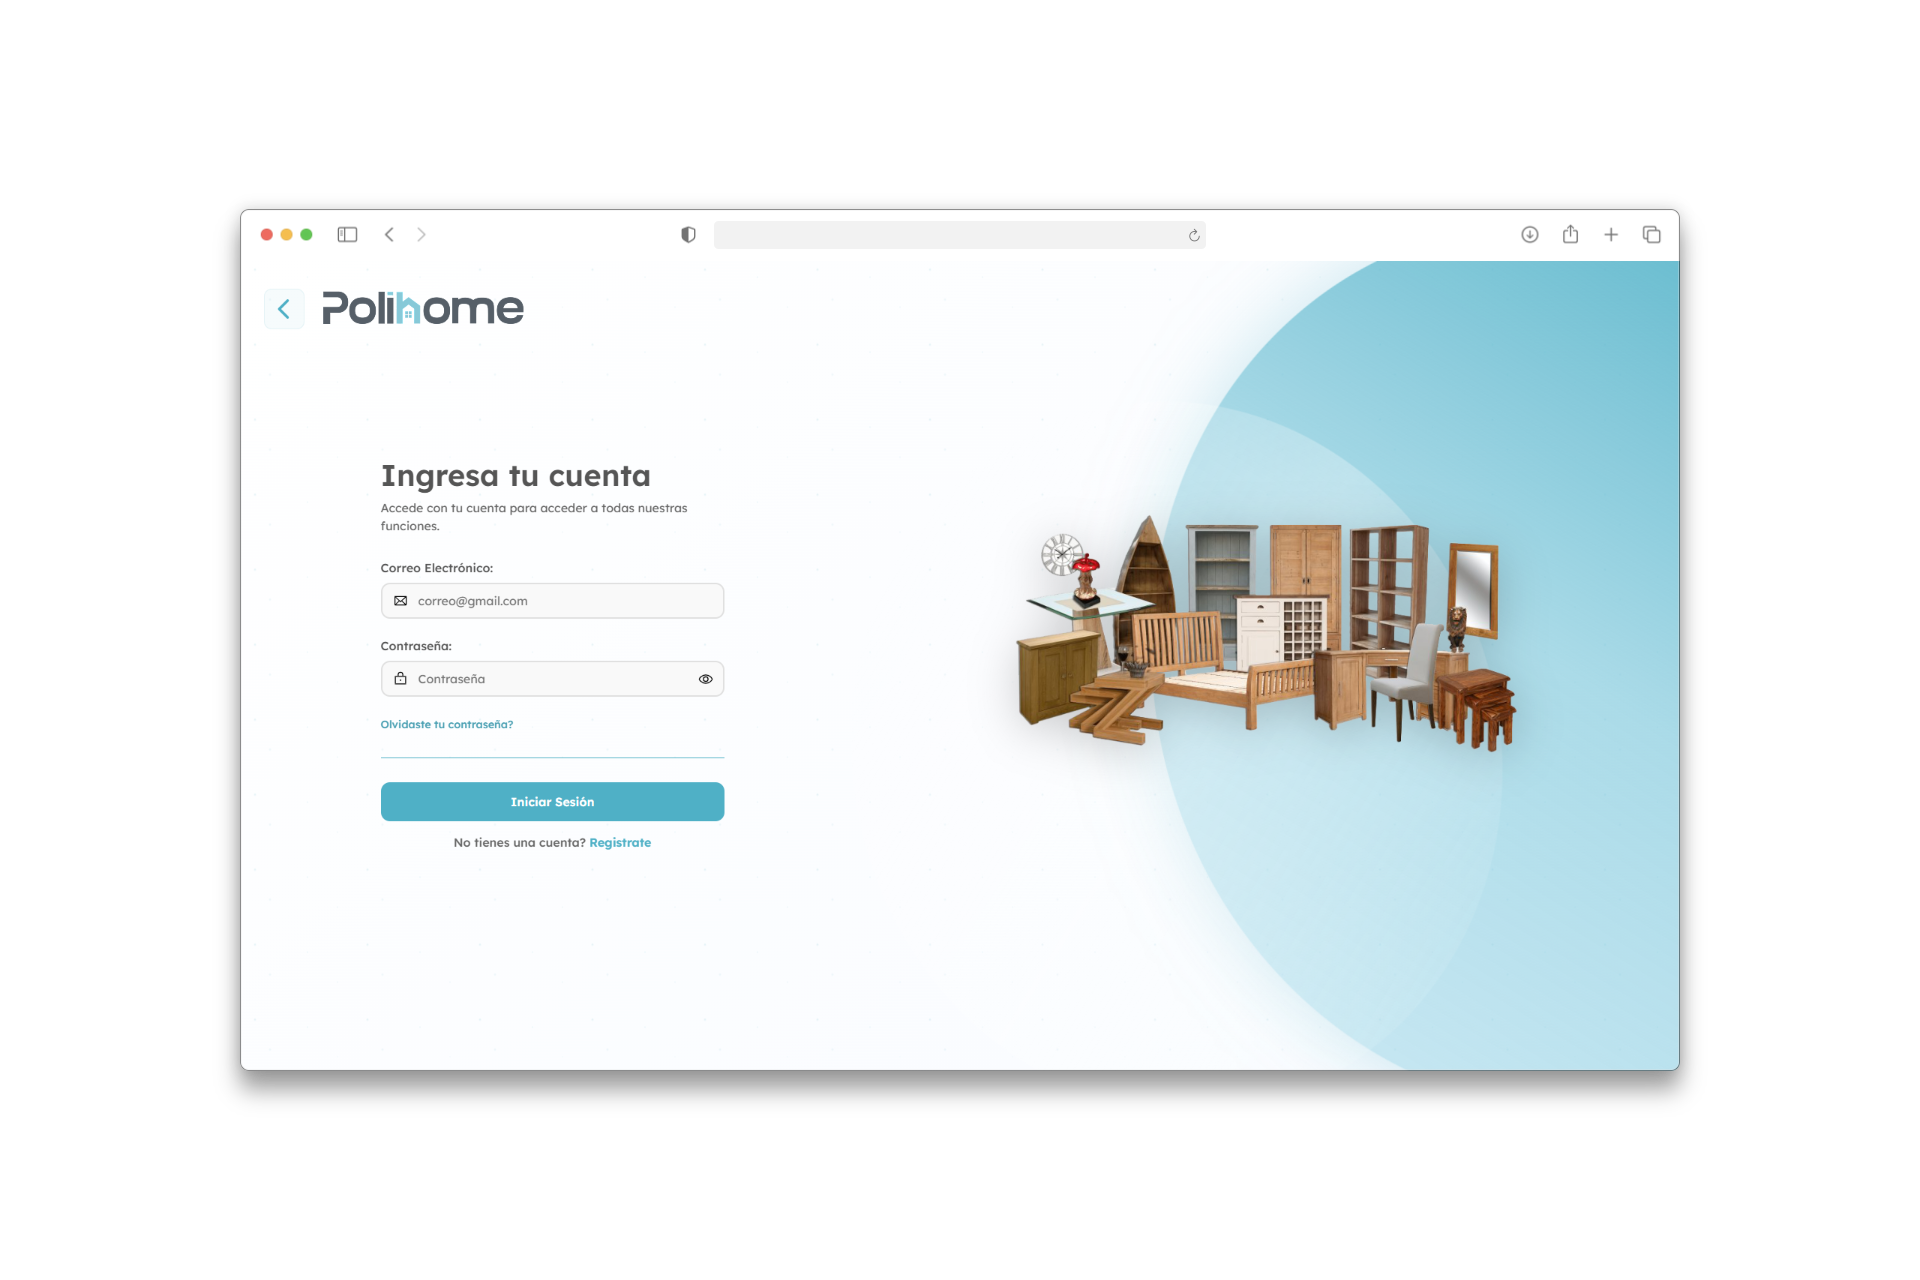 Polihome
Ingresa tu cuenta
Accede con tu cuenta para acceder a todas nuestras
funciones.
Correo Electrónico:
correo@gmail.com
Contraseña:
Contraseña
Olvidaste tu contraseña?
Iniciar Sesión
No tienes una cuenta? Registrate